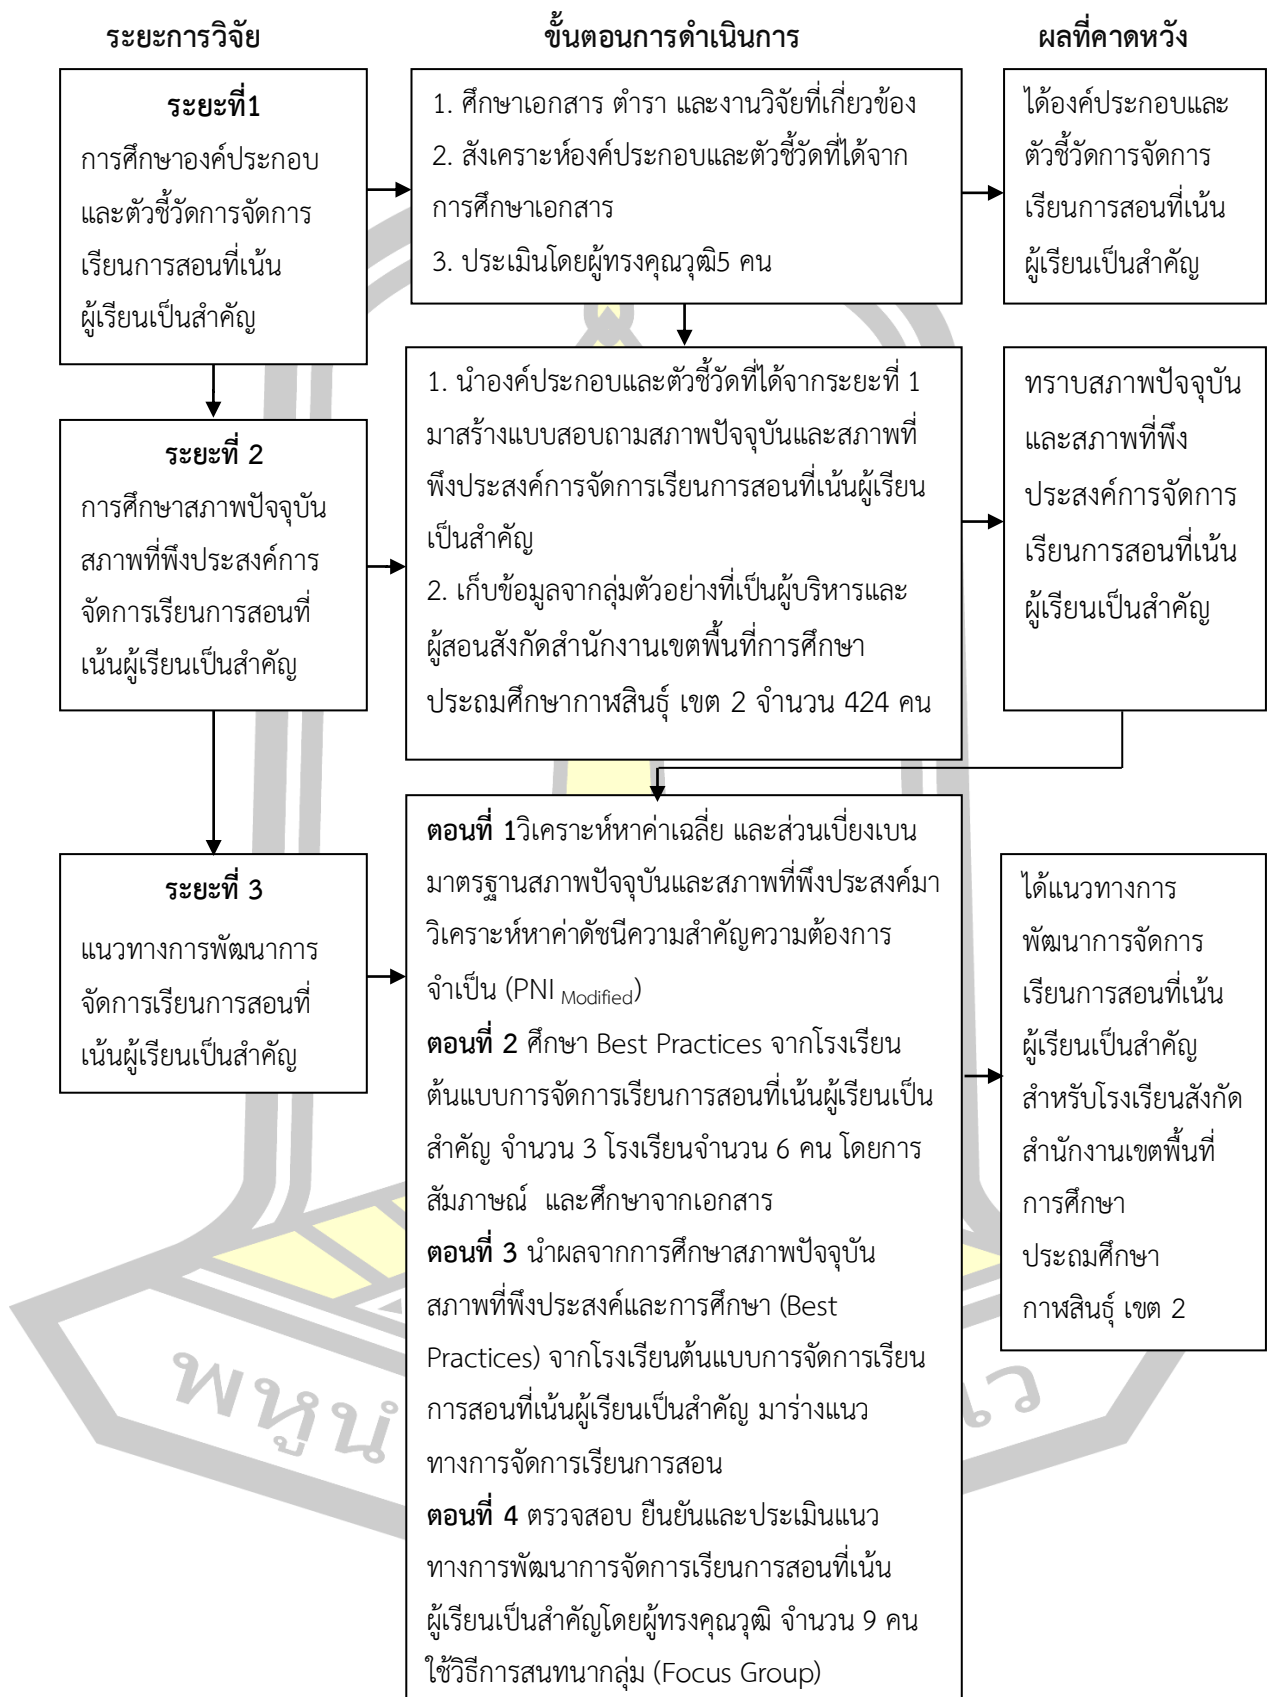 ระยะการวิจัย
ขั้นตอนการดำเนินการ
ผลที่คาดหวัง
ระยะที่1
การศึกษาองค์ประกอบ
และตัวชี้วัดการจัดการ
เรียนการสอนที่เน้น
ผู้เรียนเป็นสำคัญ
1. ศึกษาเอกสาร ตำรา และงานวิจัยที่เกี่ยวข้อง
2. สังเคราะห์องค์ประกอบและตัวชี้วัดที่ได้จาก
การศึกษาเอกสาร
3. ประเมินโดยผู้ทรงคุณวุฒิ5 คน
ได้องค์ประกอบและ
ตัวชี้วัดการจัดการ
เรียนการสอนที่เน้น
ผู้เรียนเป็นสำคัญ
ระยะที่ 2
การศึกษาสภาพปัจจุบัน
สภาพที่พึงประสงค์การ
จัดการเรียนการสอนที่
เน้นผู้เรียนเป็นสำคัญ
1. นำองค์ประกอบและตัวชี้วัดที่ได้จากระยะที่ 1
มาสร้างแบบสอบถามสภาพปัจจุบันและสภาพที่
พึงประสงค์การจัดการเรียนการสอนที่เน้นผู้เรียน
เป็นสำคัญ
2. เก็บข้อมูลจากลุ่มตัวอย่างที่เป็นผู้บริหารและ
ผู้สอนสังกัดสำนักงานเขตพื้นที่การศึกษา
ประถมศึกษากาฬสินธุ์ เขต 2 จำนวน 424 คน
ทราบสภาพปัจจุบัน
และสภาพที่พึง
ประสงค์การจัดการ
เรียนการสอนที่เน้น
ผู้เรียนเป็นสำคัญ
ระยะที่ 3
แนวทางการพัฒนาการ
จัดการเรียนการสอนที่
เน้นผู้เรียนเป็นสำคัญ
ตอนที่ 1วิเคราะห์หาค่าเฉลี่ย และส่วนเบี่ยงเบน
มาตรฐานสภาพปัจจุบันและสภาพที่พึงประสงค์มา
วิเคราะห์หาค่าดัชนีความสำคัญความต้องการ
จำเป็น (PNI Modified)
ตอนที่ 2 ศึกษา Best Practices จากโรงเรียน
ต้นแบบการจัดการเรียนการสอนที่เน้นผู้เรียนเป็น
สำคัญ จำนวน 3 โรงเรียนจำนวน 6 คน โดยการ
สัมภาษณ์ และศึกษาจากเอกสาร
ตอนที่ 3 นำผลจากการศึกษาสภาพปัจจุบัน
สภาพที่พึงประสงค์และการศึกษา (Best
Practices) จากโรงเรียนต้นแบบการจัดการเรียน
การสอนที่เน้นผู้เรียนเป็นสำคัญ มาร่างแนว
ทางการจัดการเรียนการสอน
ตอนที่ 4 ตรวจสอบ ยืนยันและประเมินแนว
ทางการพัฒนาการจัดการเรียนการสอนที่เน้น
ผู้เรียนเป็นสำคัญโดยผู้ทรงคุณวุฒิ จำนวน 9 คน
ใช้วิธีการสนทนากลุ่ม (Focus Group)
ได้แนวทางการ
พัฒนาการจัดการ
เรียนการสอนที่เน้น
ผู้เรียนเป็นสำคัญ
สำหรับโรงเรียนสังกัด
สำนักงานเขตพื้นที่
การศึกษา
ประถมศึกษา
กาฬสินธุ์ เขต 2
พหูนํ
เว